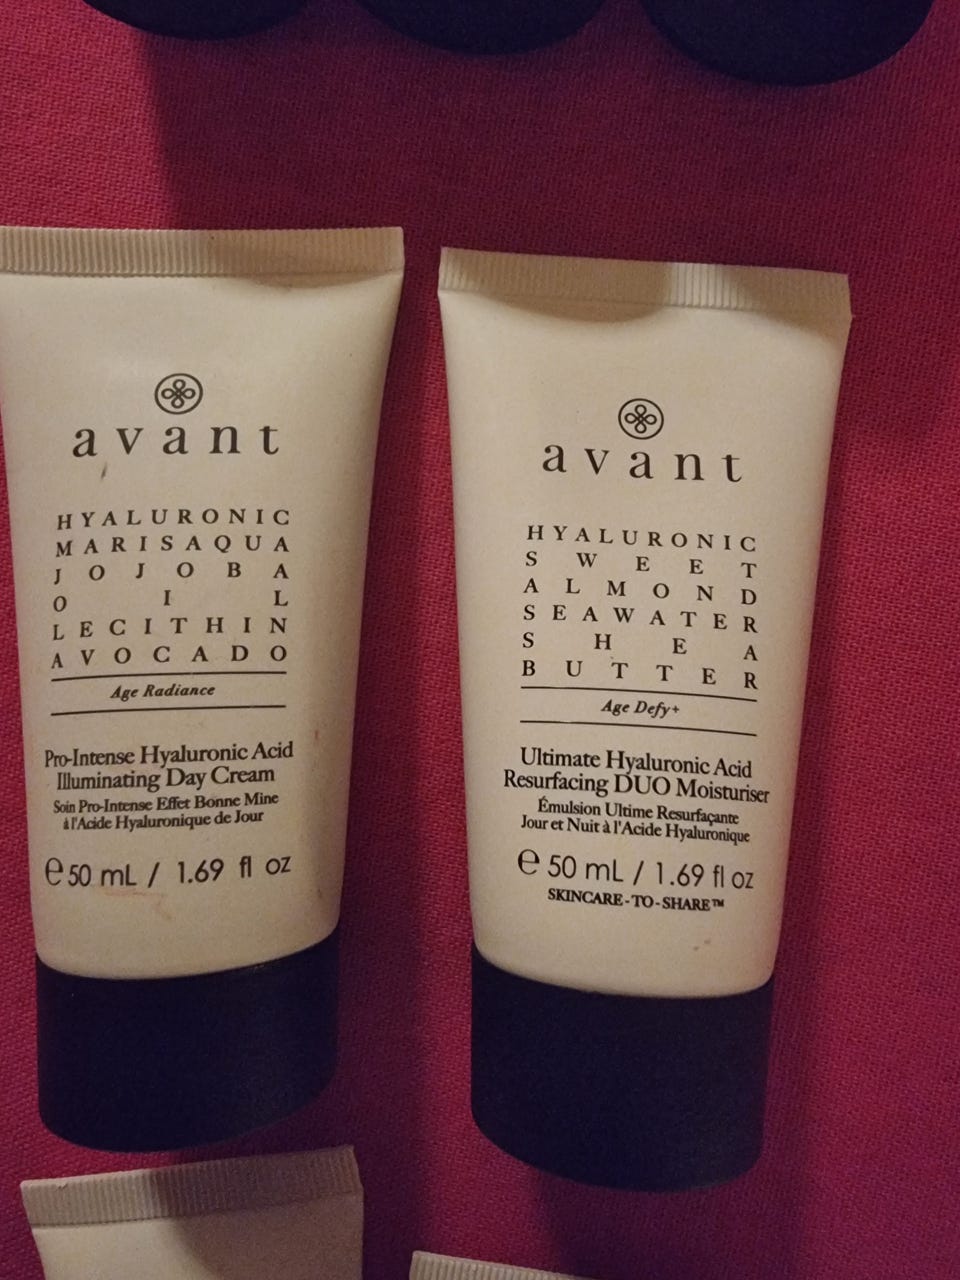 avant
HYALURONIC
MARISAQUA
JOJOBA
OIL
LECITHIN
AVOCADO
Age Radiance
Pro-Intense Hyaluronic Acid
Illuminating Day Cream
Soin Pro-Intense Effet Bonne Mine
à l'Acide Hyaluronique de Jour
℮ 50 mL / 1.69 fl oz
avant
HYALURONIC
SWEET
ALMOND
SEAWATER
SHEA
BUTTER
Age Defy+
Ultimate Hyaluronic Acid
Resurfacing DUO Moisturiser
Émulsion Ultime Resurfaçante
Jour et Nuit à l'Acide Hyaluronique
℮ 50 mL / 1.69 fl oz
SKINCARE-TO-SHARE™